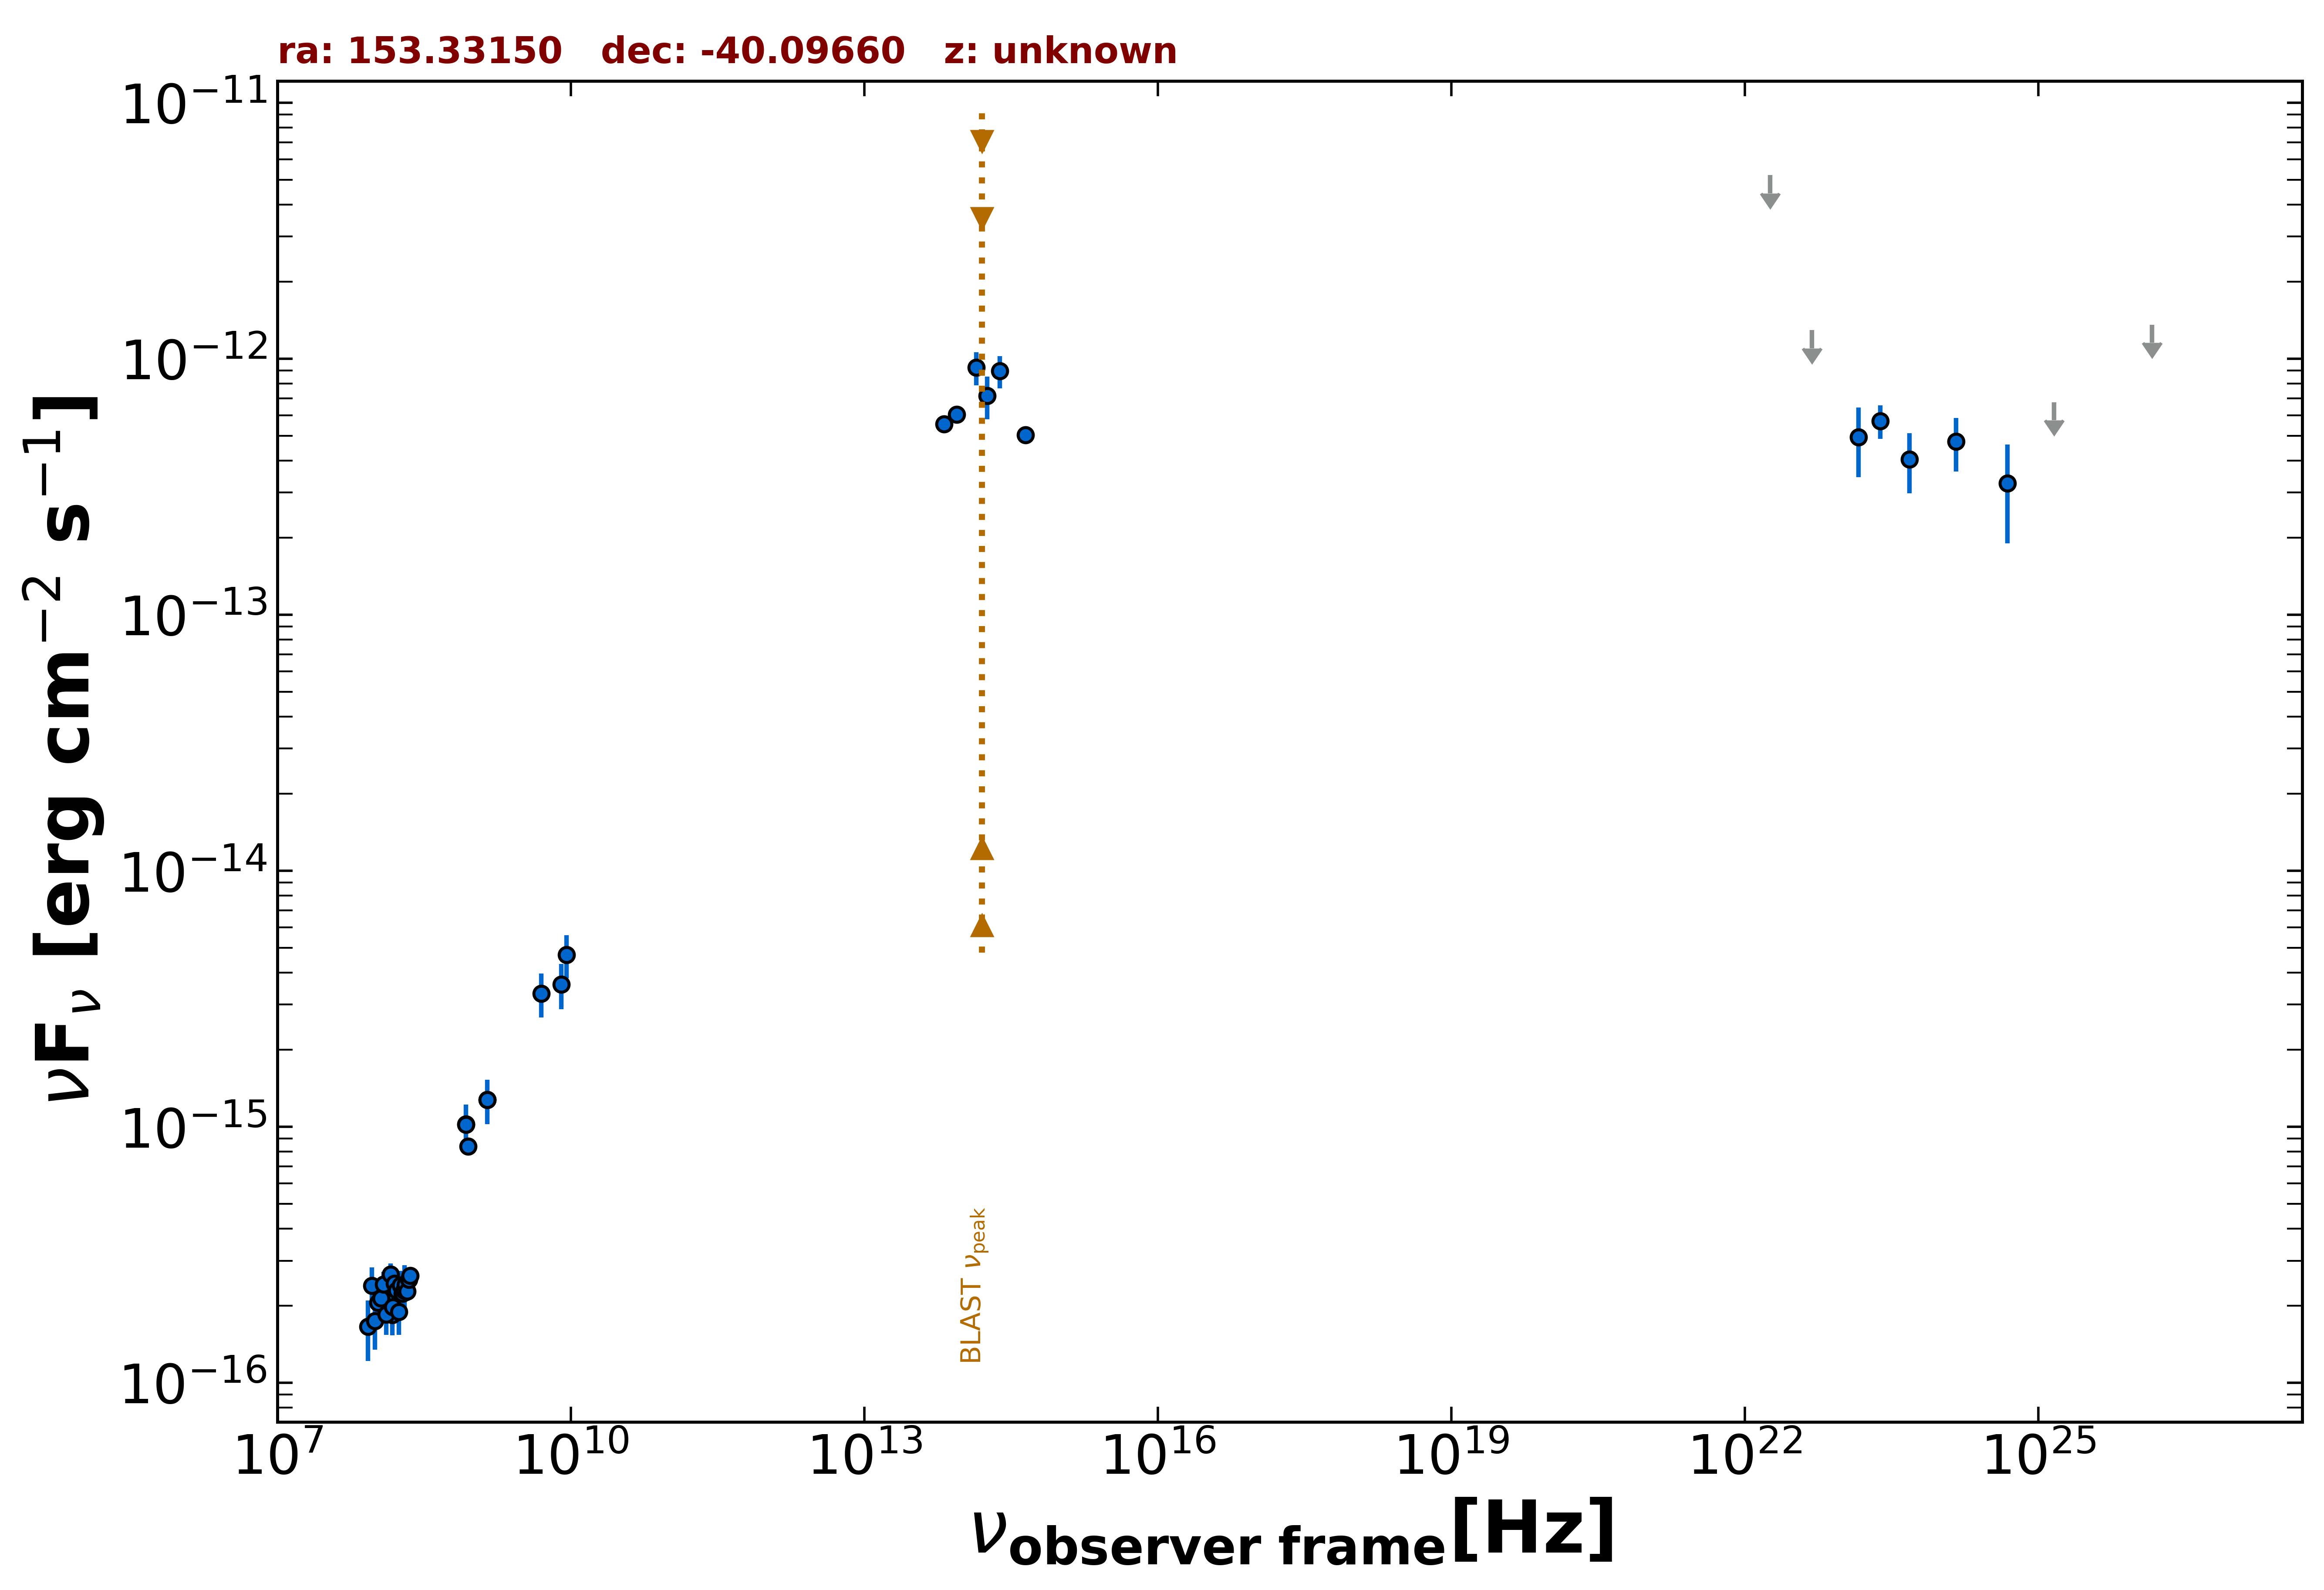 ra: 153.33150 dec: -40.09660 z: unknown
10⁻¹¹
10⁻¹²
10⁻¹³
10⁻¹⁴
10⁻¹⁵
10⁻¹⁶
νFν [erg cm⁻² s⁻¹]
BLAST νpeak
10⁷ 10¹⁰ 10¹³ 10¹⁶ 10¹⁹ 10²² 10²⁵
νobserver frame[Hz]